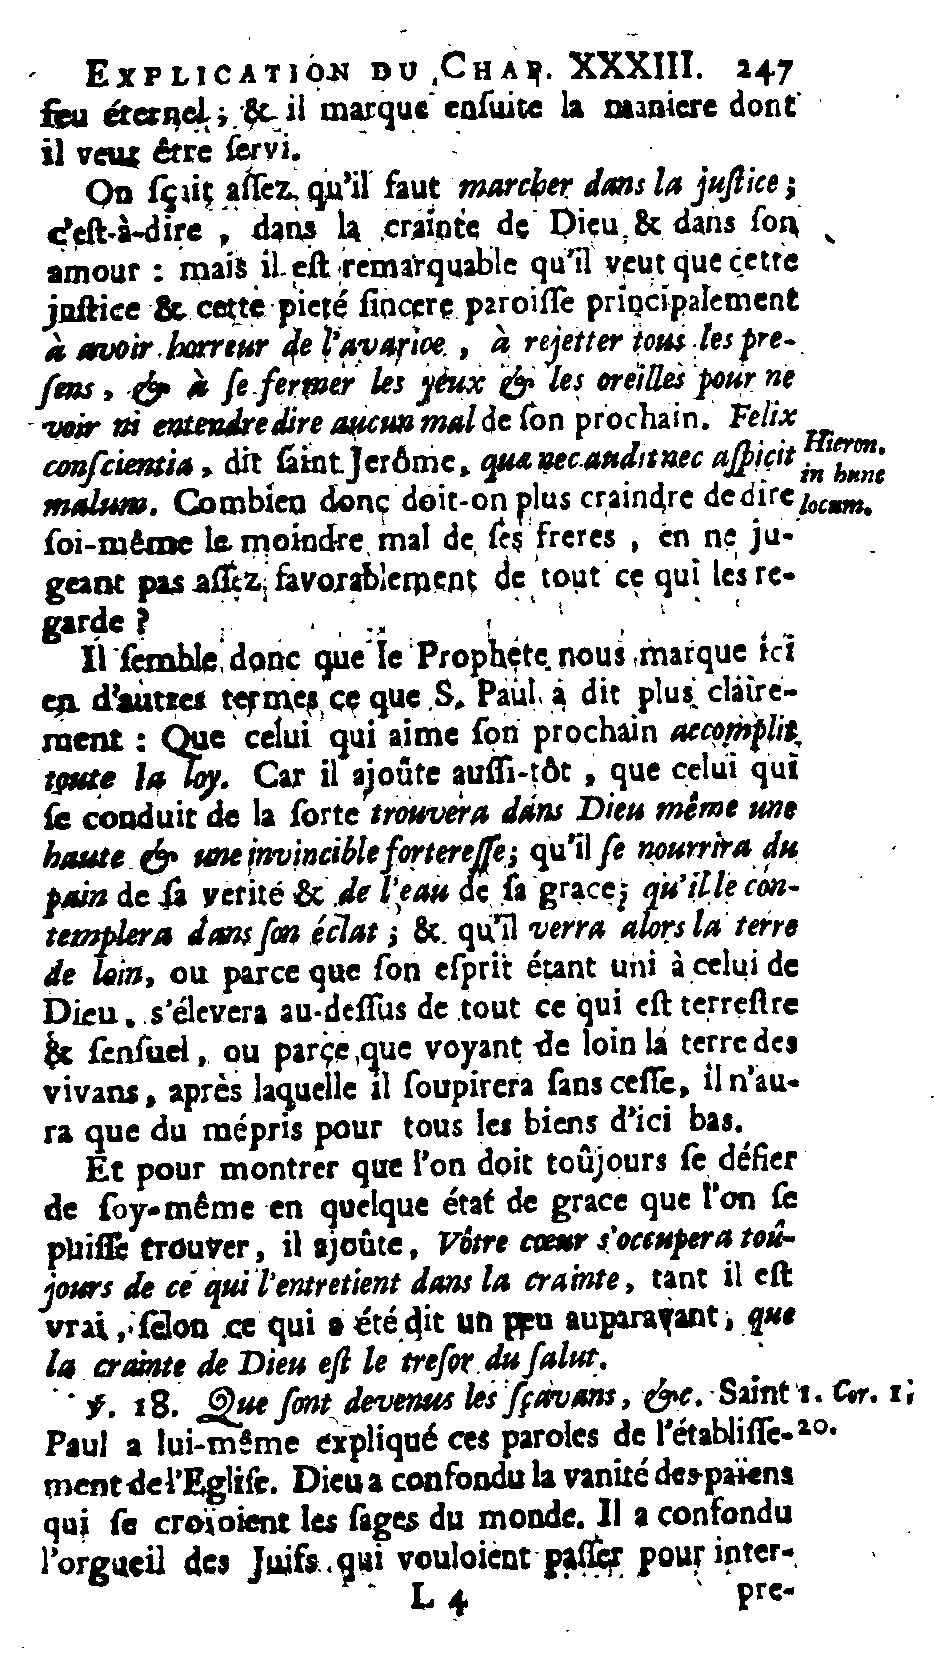 EXPLICATION DU CHAP. XXXIII. 247
feu éternel ; & il marque ensuite la maniere dont
il veut être servi.
On sçait assez qu'il faut marcher dans la justice ;
c'est-à-dire , dans la crainte de Dieu & dans son
amour : mais il est remarquable qu'il veut que cette
justice & cette pieté sincere paroisse principalement
à avoir horreur de l'avarice , à rejetter tous les pre-
sens , & à se fermer les yeux & les oreilles pour ne
voir ni entendre dire aucun mal de son prochain. Felix
conscientia , dit saint Jerôme, quæ nec audit nec aspicit
Hieron.
in hunc
locum.
malum. Combien donc doit-on plus craindre de dire
soi-même le moindre mal de ses freres , en ne ju-
geant pas assez favorablement de tout ce qui les re-
garde ?
Il semble donc que le Prophete nous marque ici
en d'autres termes ce que S. Paul a dit plus claire-
ment : Que celui qui aime son prochain accomplit
toute la loy. Car il ajoûte aussi-tôt , que celui qui
se conduit de la sorte trouvera dans Dieu même une
haute & une invincible forteresse; qu'il se nourrira du
pain de sa verité & de l'eau de sa grace; qu'il le con-
templera dans son éclat ; & qu'il verra alors la terre
de loin, ou parce que son esprit étant uni à celui de
Dieu, s'élevera au-dessus de tout ce qui est terrestre
& sensuel, ou parce que voyant de loin la terre des
vivans, après laquelle il soupirera sans cesse, il n'au-
ra que du mépris pour tous les biens d'ici bas.
Et pour montrer que l'on doit toûjours se défier
de soy-même en quelque état de grace que l'on se
puisse trouver, il ajoûte, Vôtre cœur s'occupera toû-
jours de ce qui l'entretient dans la crainte, tant il est
vrai, selon ce qui a été dit un peu auparavant, que
la crainte de Dieu est le tresor du salut.
℣. 18. Que sont devenus les sçavans, &c. Saint
1. Cor. 1;
20.
Paul a lui-même expliqué ces paroles de l'établisse-
ment de l'Eglise. Dieu a confondu la vanité des païens
qui se croïoient les sages du monde. Il a confondu
l'orgueil des Juifs qui vouloient passer pour inter-
L 4 pre-